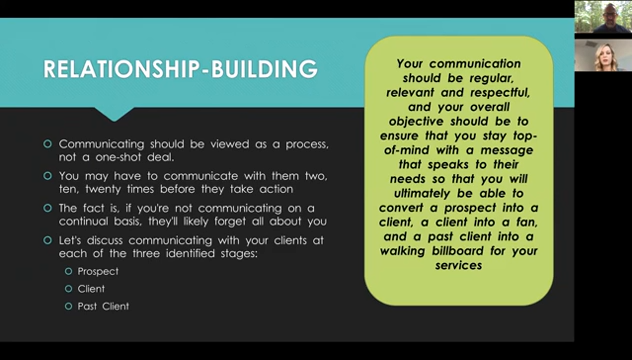 RELATIONSHIP-BUILDING
Communicating should be viewed as a process,
not a one-shot deal.
You may have to communicate with them two,
ten, twenty times before they take action
The fact is, if you're not communicating on a
continual basis, they'll likely forget all about you
Let's discuss communicating with your clients at
each of the three identified stages:
Prospect
Client
Past Client
Your communication
should be regular,
relevant and respectful,
and your overall
objective should be to
ensure that you stay top-
of-mind with a message
that speaks to their
needs so that you will
ultimately be able to
convert a prospect into a
client, a client into a fan,
and a past client into a
walking billboard for your
services